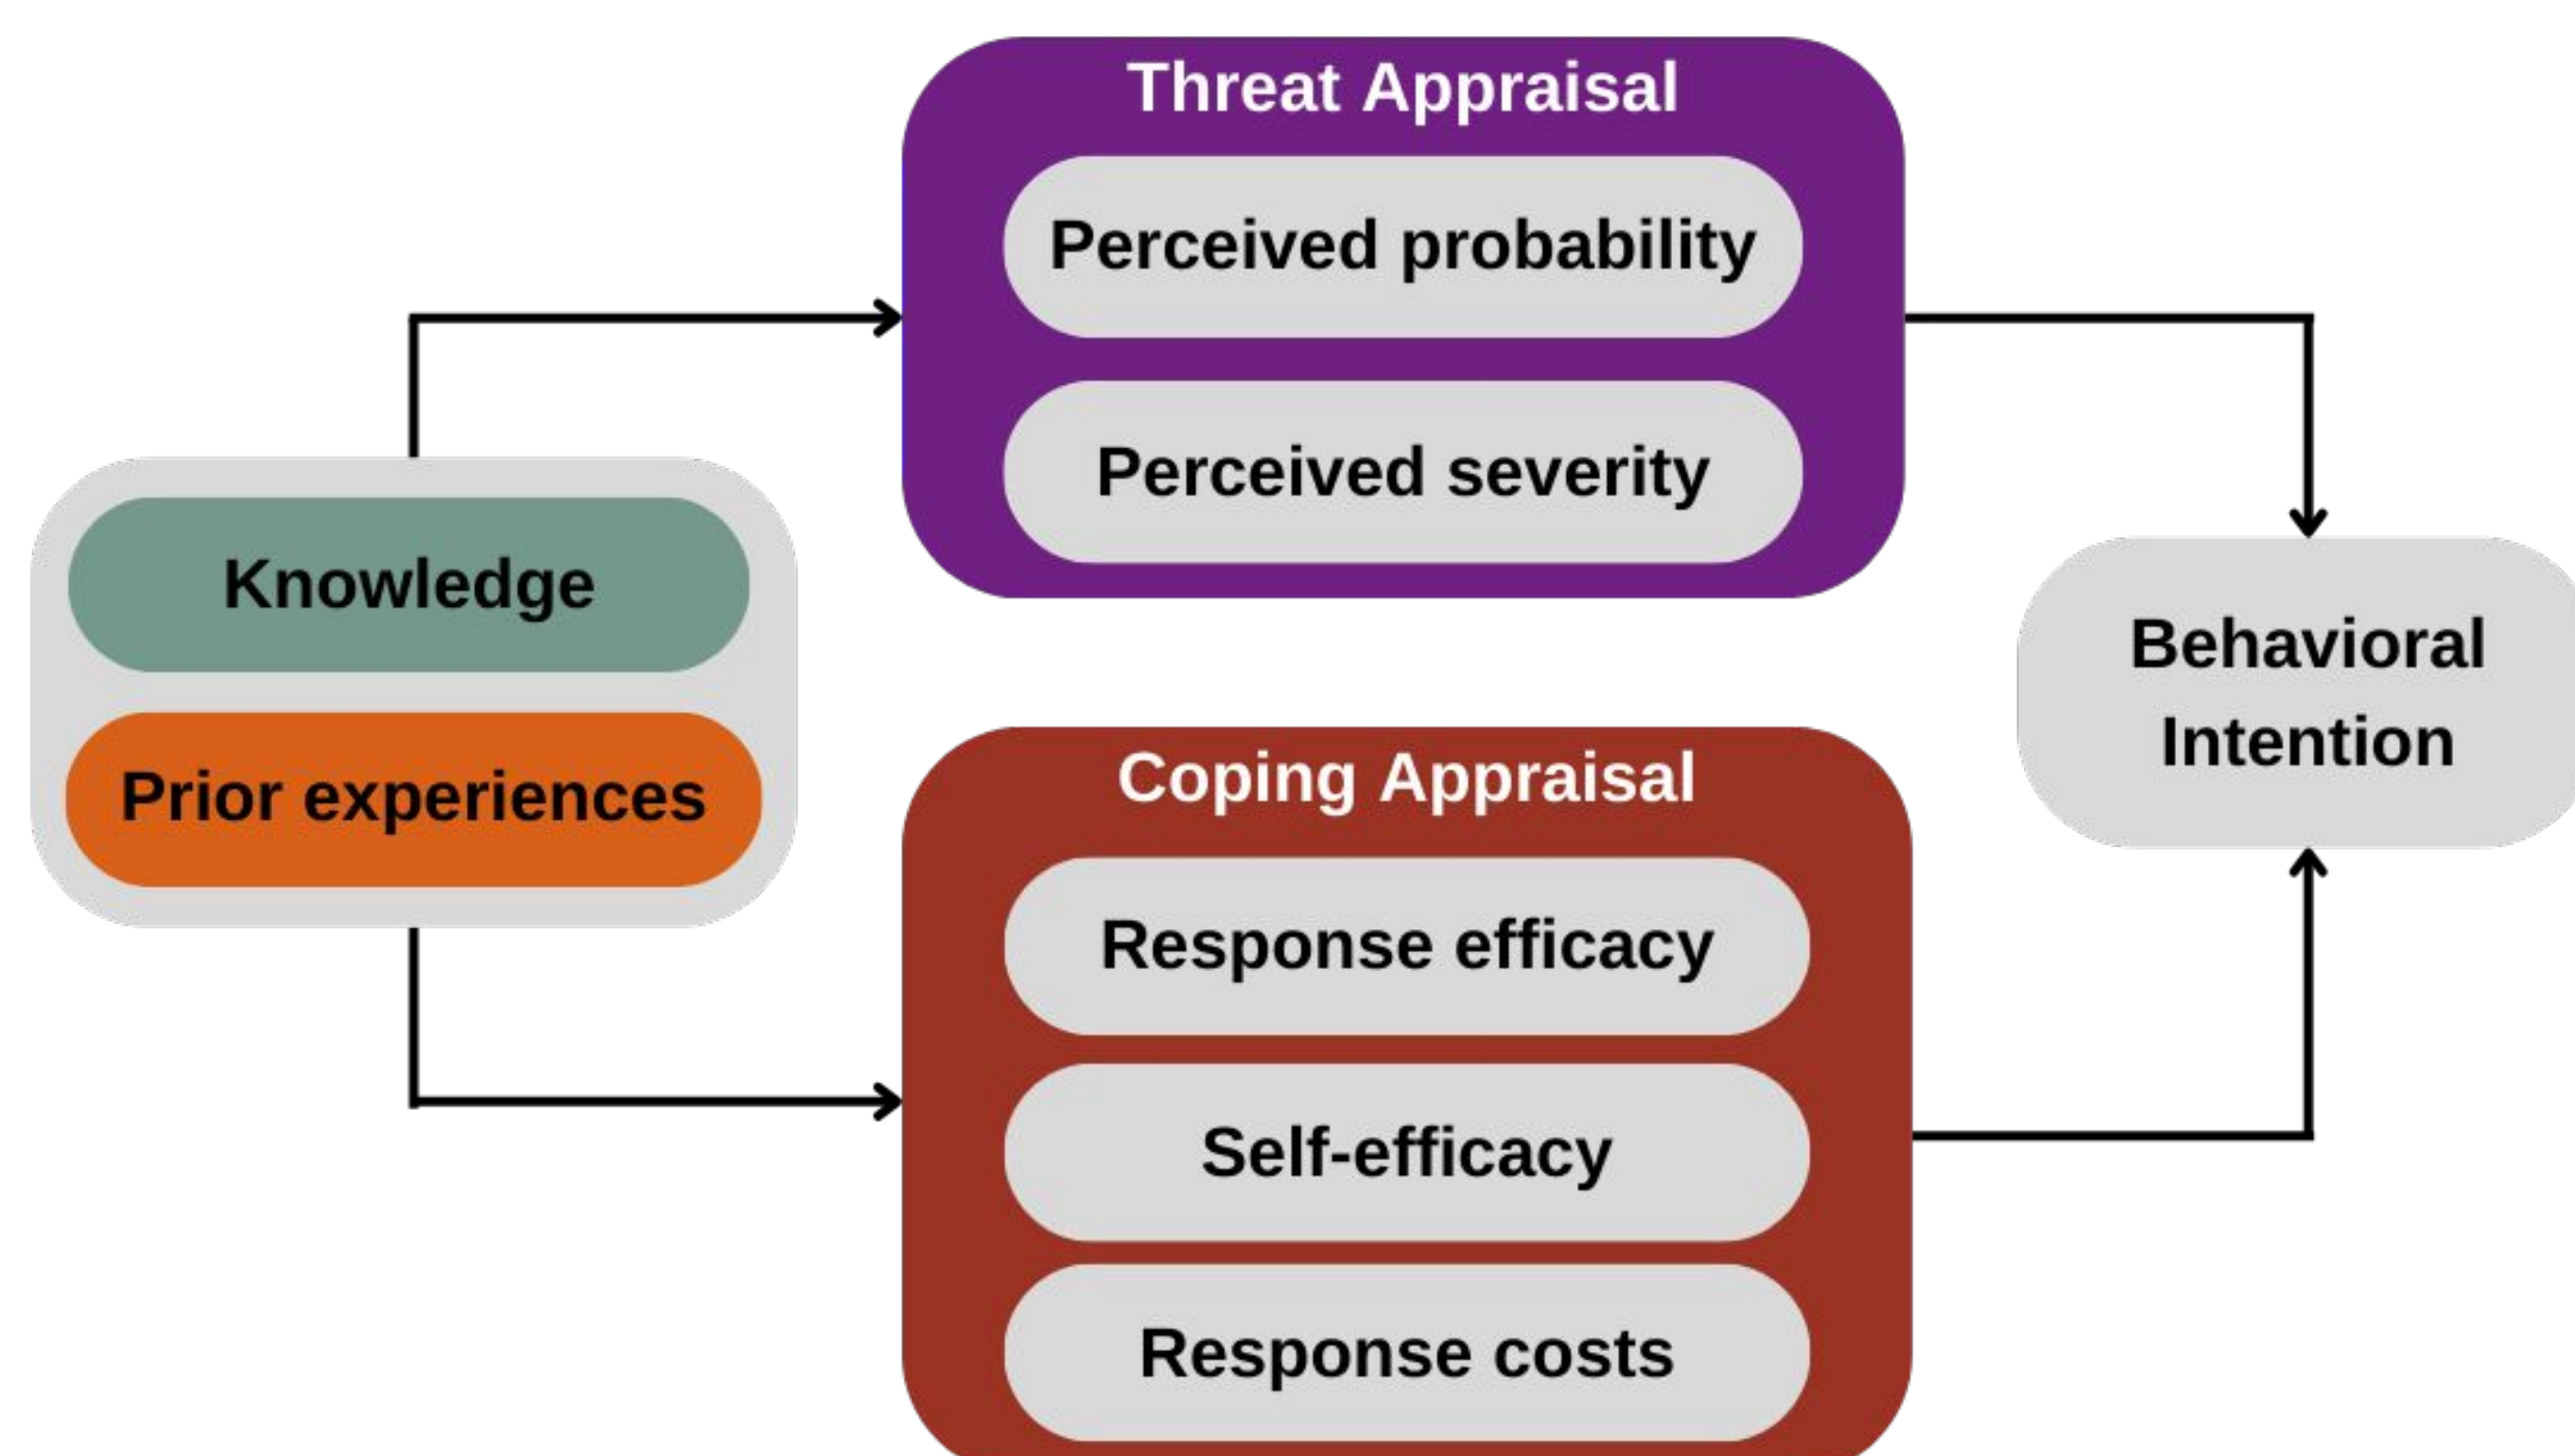 Threat Appraisal
Perceived probability
Perceived severity
Knowledge
Prior experiences
Behavioral
Intention
Coping Appraisal
Response efficacy
Self-efficacy
Response costs